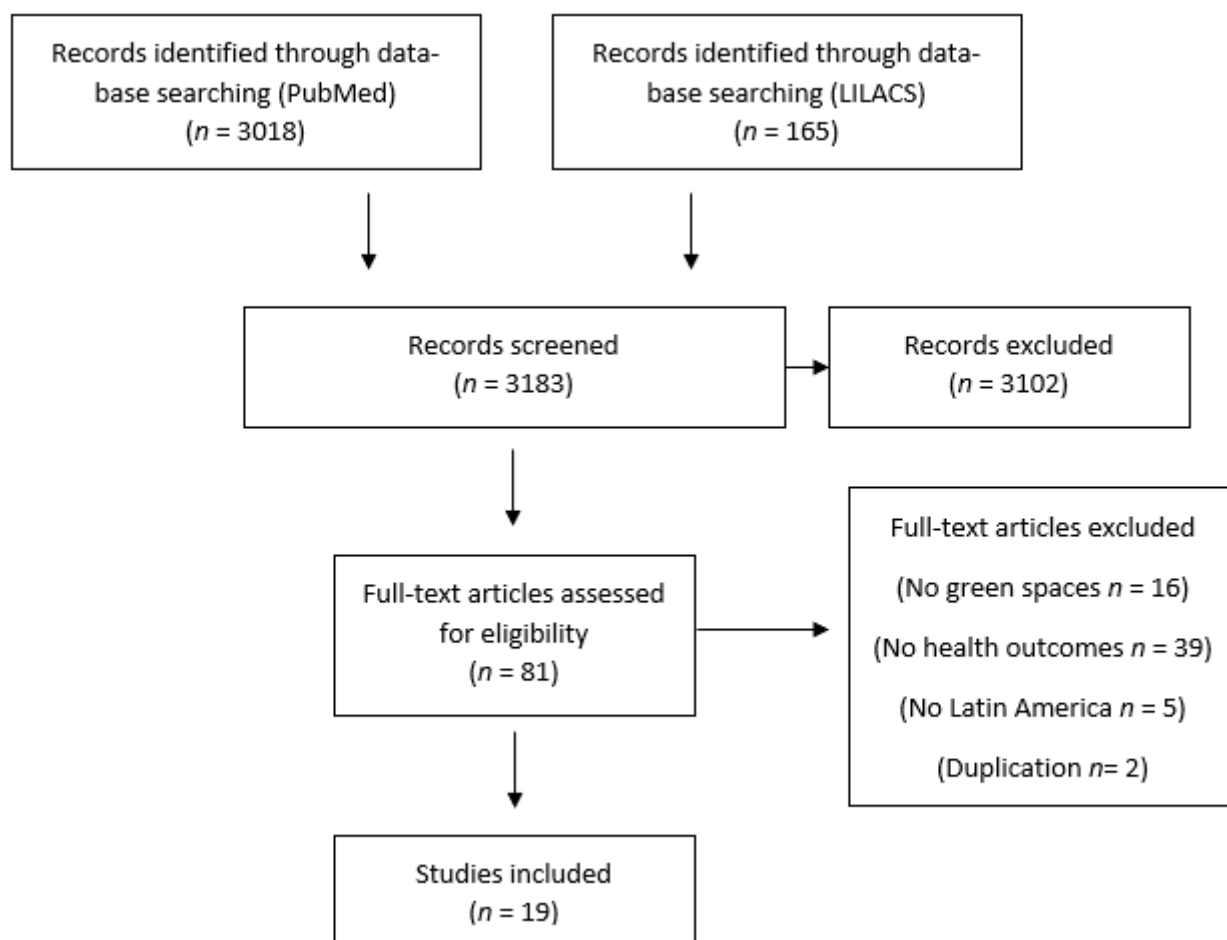 Records identified through data-
base searching (PubMed)
(n = 3018)
Records identified through data-
base searching (LILACS)
(n = 165)
Records screened
(n = 3183)
Records excluded
(n = 3102)
Full-text articles assessed
for eligibility
(n = 81)
Full-text articles excluded
(No green spaces n = 16)
(No health outcomes n = 39)
(No Latin America n = 5)
(Duplication n= 2)
Studies included
(n = 19)